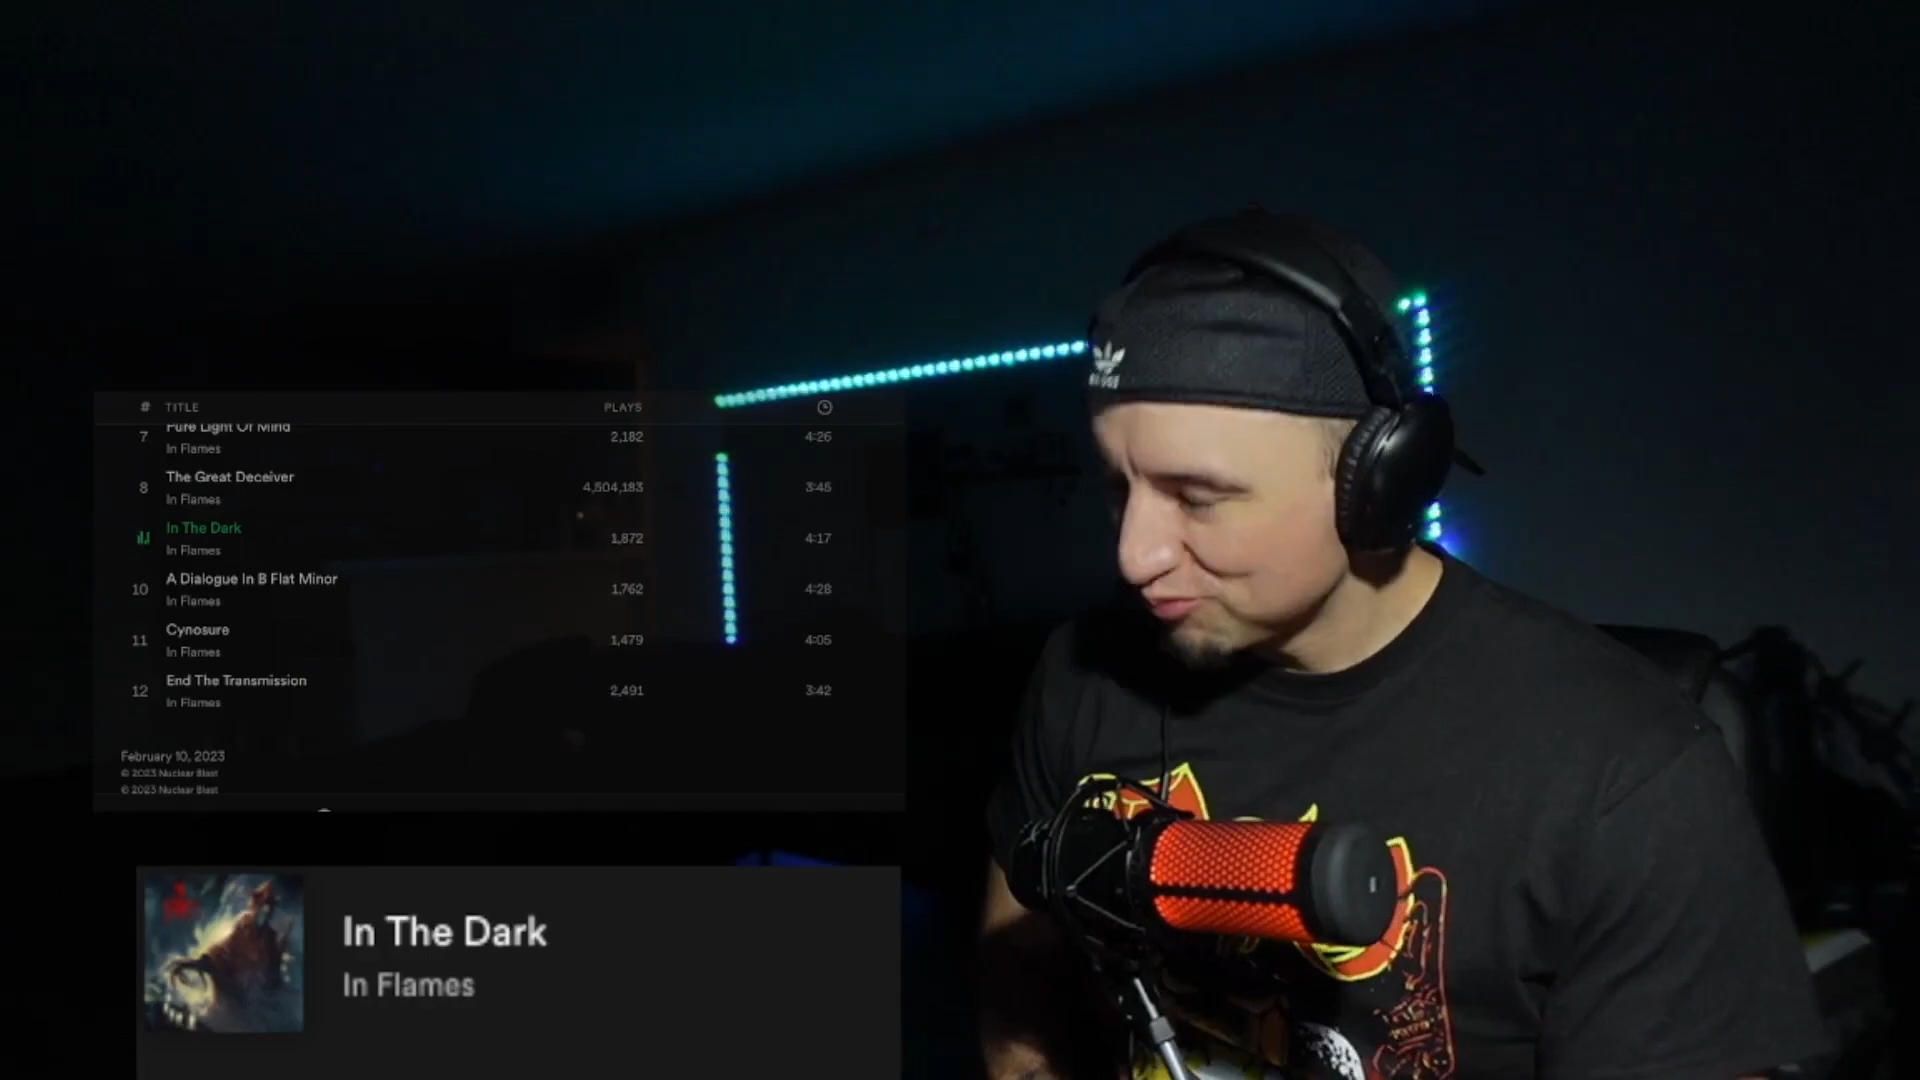 # TITLE PLAYS
7 Pure Light Of Mind 2,182 4:26
In Flames
8 The Great Deceiver 4,504,183 3:45
In Flames
In The Dark 1,872 4:17
In Flames
10 A Dialogue In B Flat Minor 1,762 4:28
In Flames
11 Cynosure 1,479 4:05
In Flames
12 End The Transmission 2,491 3:42
In Flames
February 10, 2023
© 2023 Nuclear Blast
© 2023 Nuclear Blast
In The Dark
In Flames